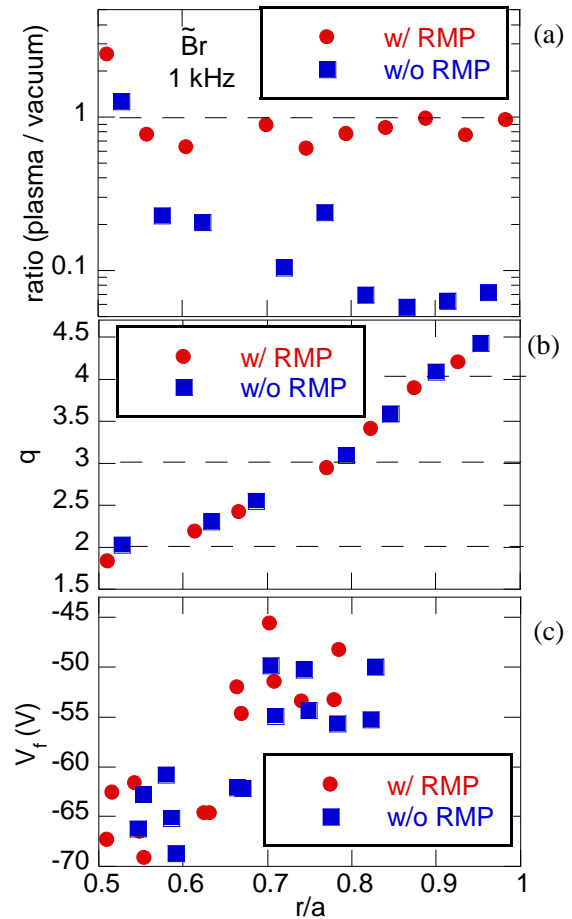 B̃r
1 kHz
w/ RMP
w/o RMP
(a)
ratio (plasma / vacuum)
1
0.1
w/ RMP
w/o RMP
(b)
q
4.5
4
3.5
3
2.5
2
1.5
(c)
V_f (V)
-45
-50
-55
-60
-65
-70
w/ RMP
w/o RMP
0.5 0.6 0.7 0.8 0.9 1
r/a